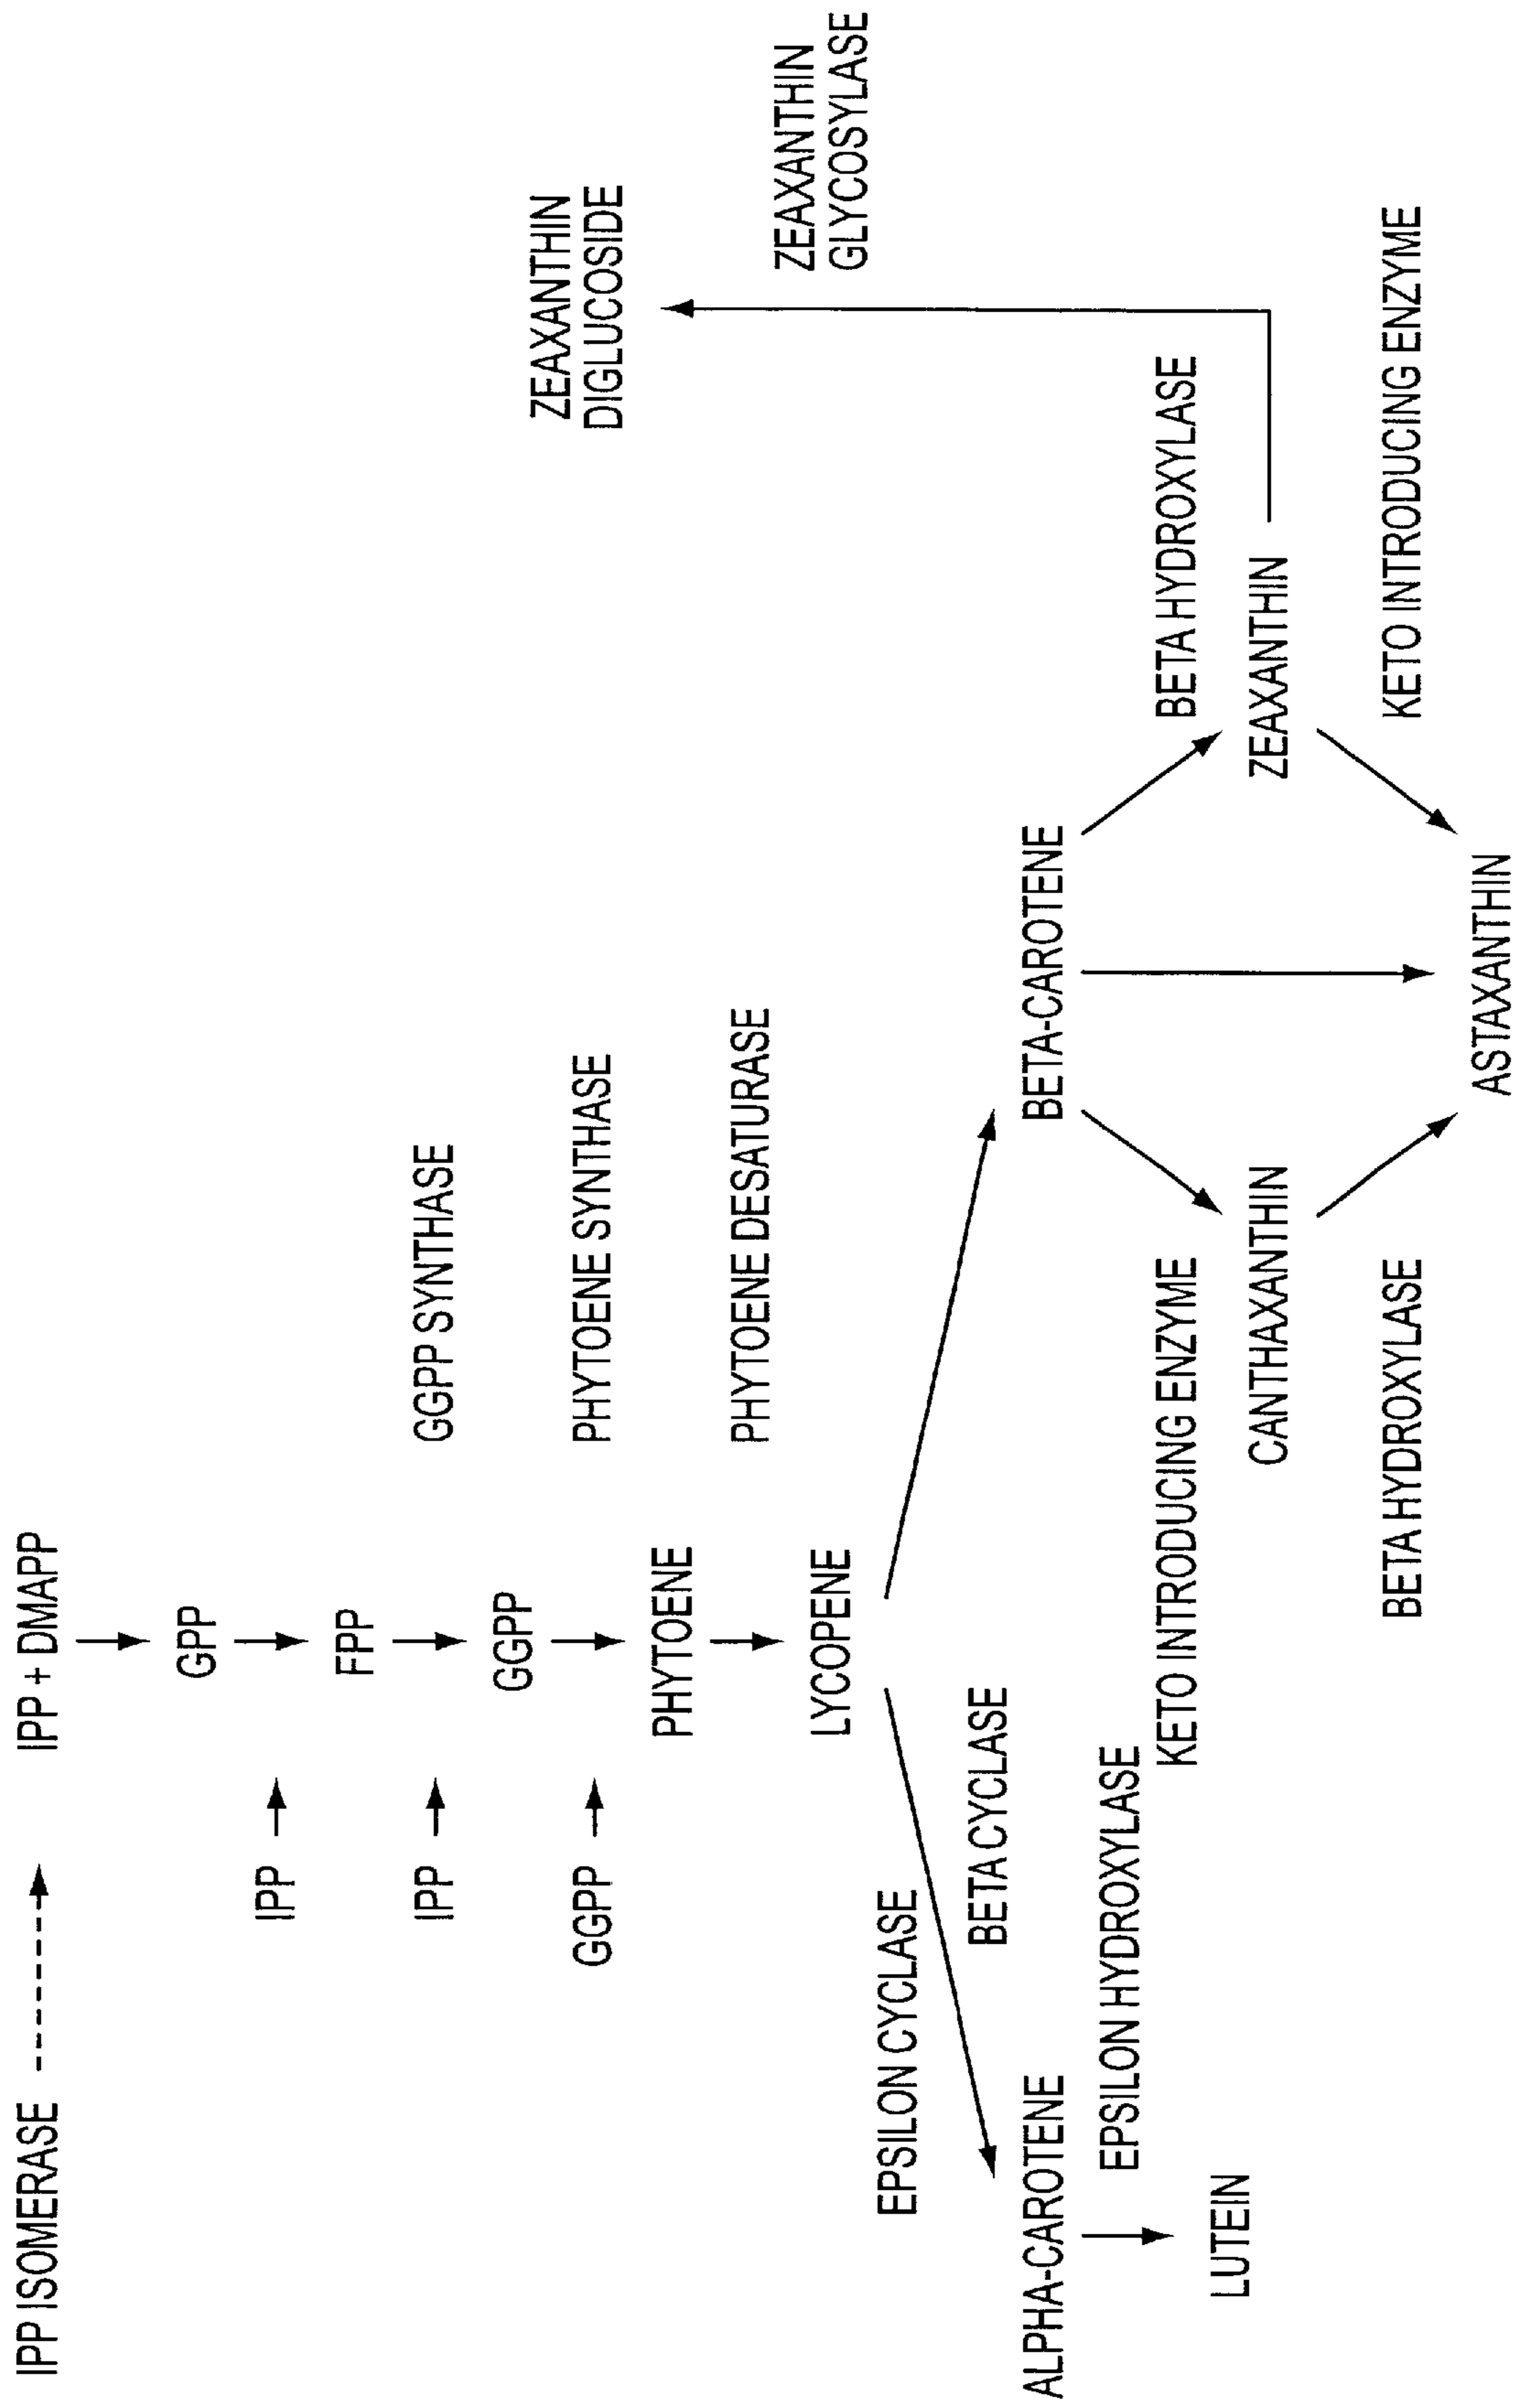 IPP ISOMERASE
IPP + DMAPP
GPP
IPP
FPP
IPP
GGPP SYNTHASE
GGPP
GGPP
PHYTOENE SYNTHASE
PHYTOENE
PHYTOENE DESATURASE
LYCOPENE
EPSILON CYCLASE
BETA CYCLASE
ALPHA-CAROTENE
BETA-CAROTENE
EPSILON HYDROXYLASE
LUTEIN
KETO INTRODUCING ENZYME
BETA HYDROXYLASE
CANTHAXANTHIN
ZEAXANTHIN
BETA HYDROXYLASE
KETO INTRODUCING ENZYME
ASTAXANTHIN
ZEAXANTHIN
DIGLUCOSIDE
ZEAXANTHIN
GLYCOSYLASE